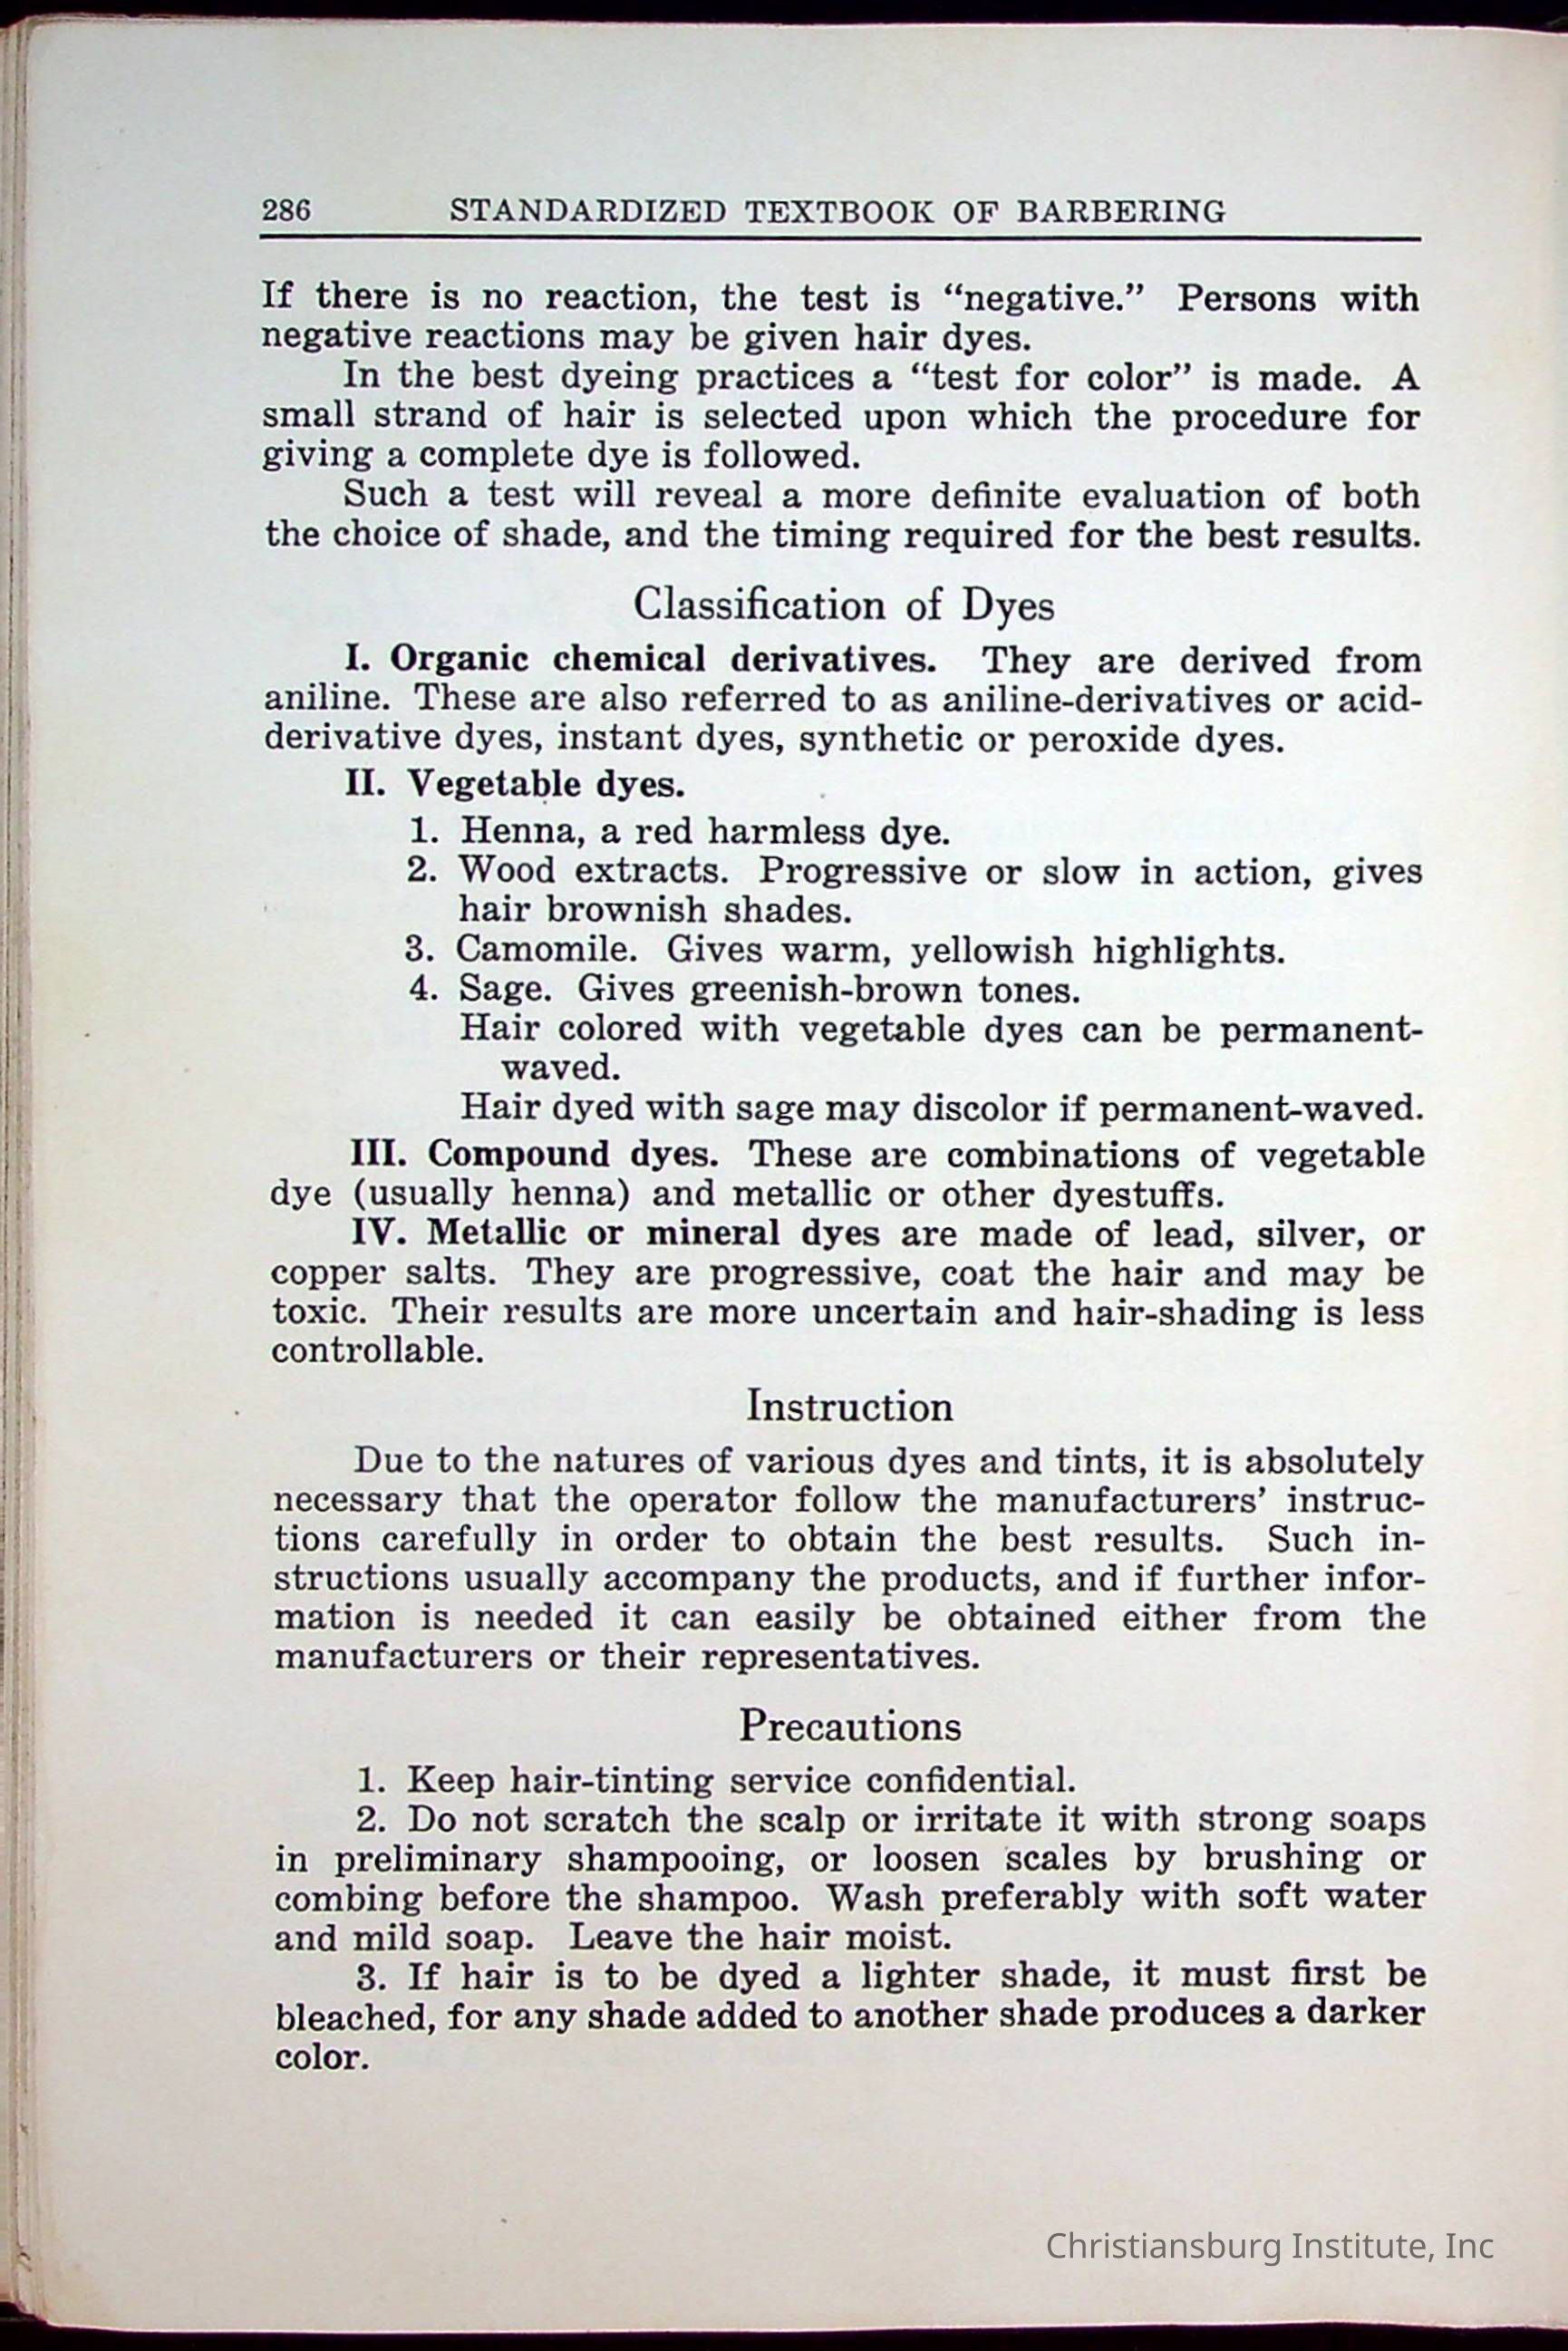 286 STANDARDIZED TEXTBOOK OF BARBERING
If there is no reaction, the test is “negative.” Persons with
negative reactions may be given hair dyes.
In the best dyeing practices a “test for color” is made. A
small strand of hair is selected upon which the procedure for
giving a complete dye is followed.
Such a test will reveal a more definite evaluation of both
the choice of shade, and the timing required for the best results.
Classification of Dyes
I. Organic chemical derivatives. They are derived from
aniline. These are also referred to as aniline-derivatives or acid-
derivative dyes, instant dyes, synthetic or peroxide dyes.
II. Vegetable dyes.
1. Henna, a red harmless dye.
2. Wood extracts. Progressive or slow in action, gives
hair brownish shades.
3. Camomile. Gives warm, yellowish highlights.
4. Sage. Gives greenish-brown tones.
Hair colored with vegetable dyes can be permanent-
waved.
Hair dyed with sage may discolor if permanent-waved.
III. Compound dyes. These are combinations of vegetable
dye (usually henna) and metallic or other dyestuffs.
IV. Metallic or mineral dyes are made of lead, silver, or
copper salts. They are progressive, coat the hair and may be
toxic. Their results are more uncertain and hair-shading is less
controllable.
Instruction
Due to the natures of various dyes and tints, it is absolutely
necessary that the operator follow the manufacturers’ instruc-
tions carefully in order to obtain the best results. Such in-
structions usually accompany the products, and if further infor-
mation is needed it can easily be obtained either from the
manufacturers or their representatives.
Precautions
1. Keep hair-tinting service confidential.
2. Do not scratch the scalp or irritate it with strong soaps
in preliminary shampooing, or loosen scales by brushing or
combing before the shampoo. Wash preferably with soft water
and mild soap. Leave the hair moist.
3. If hair is to be dyed a lighter shade, it must first be
bleached, for any shade added to another shade produces a darker
color.
Christiansburg Institute, Inc